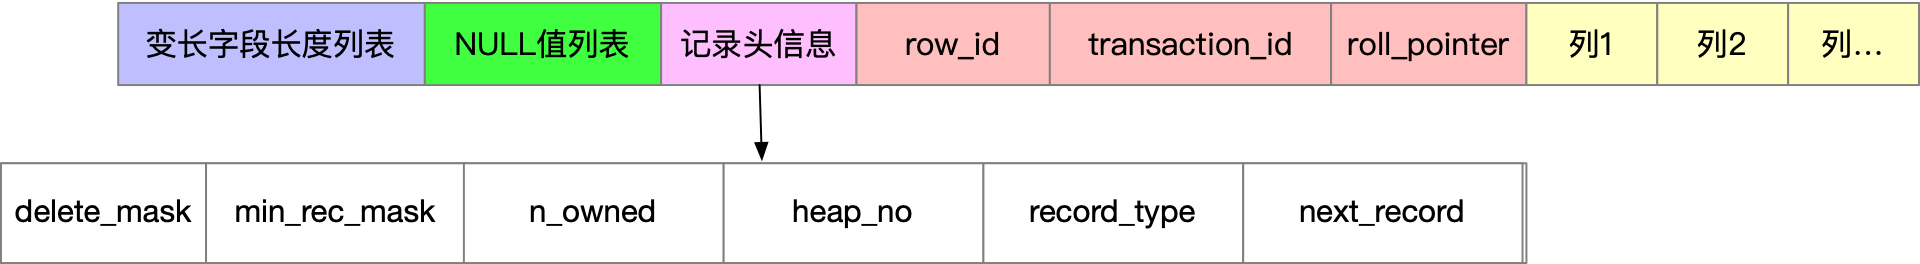 变长字段长度列表 NULL值列表 记录头信息 row_id transaction_id roll_pointer 列1 列2 列...
delete_mask min_rec_mask n_owned heap_no record_type next_record